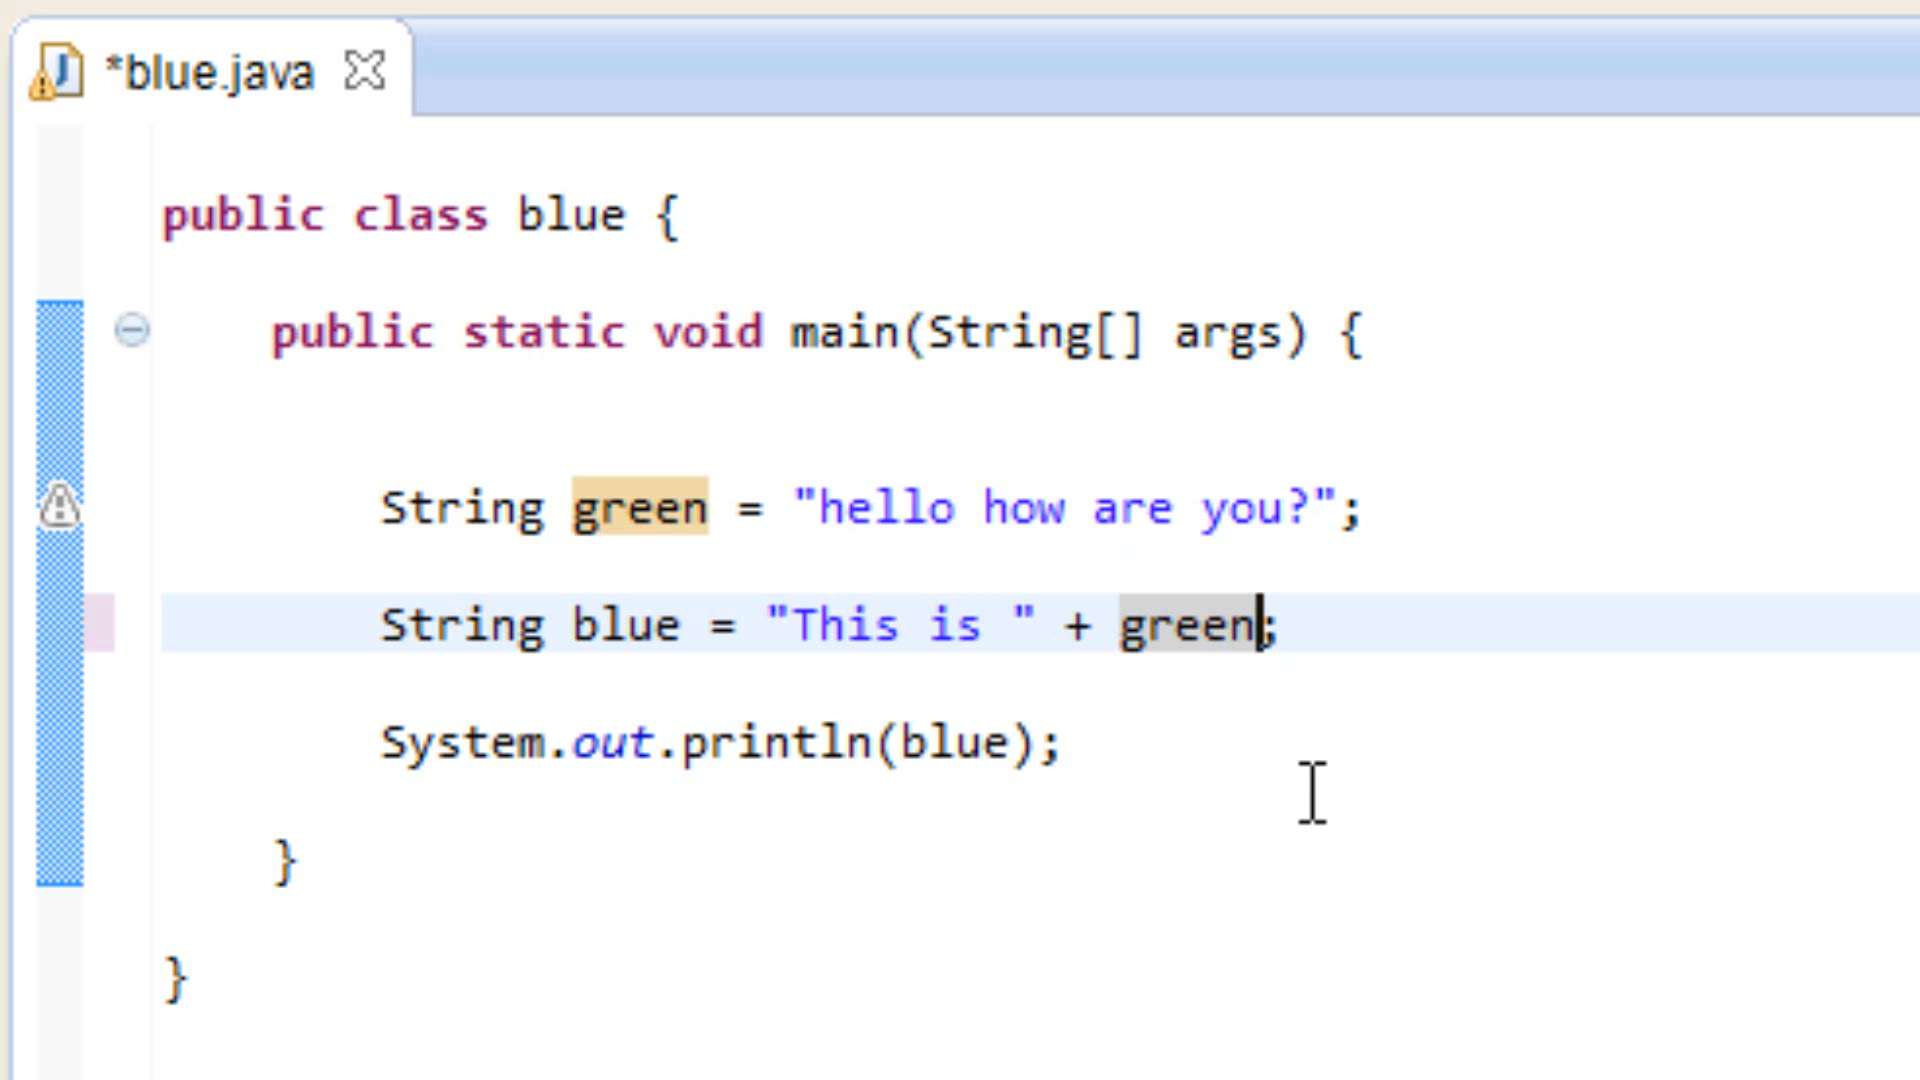 *blue.java
public class blue {
public static void main(String[] args) {
String green = "hello how are you?";
String blue = "This is " + green;
System.out.println(blue);
}
}